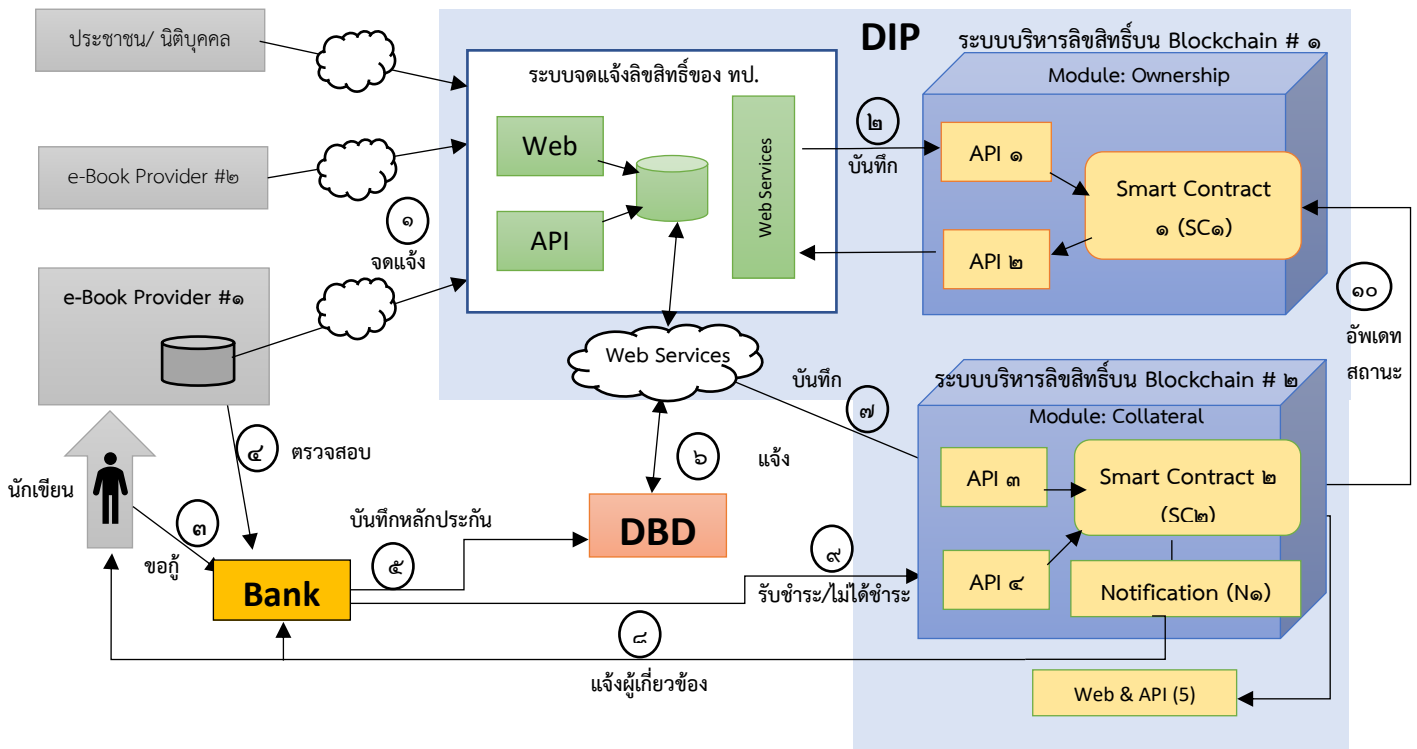 ประชาชน/ นิติบุคคล
e-Book Provider #๒
e-Book Provider #๑
นักเขียน
๑
จดแจ้ง
DIP
ระบบจดแจ้งลิขสิทธิ์ของ ทป.
Web
API
Web Services
๒
บันทึก
ระบบบริหารลิขสิทธิ์บน Blockchain # ๑
Module: Ownership
API ๑
API ๒
Smart Contract
๑ (SC๑)
๑๐
อัพเดท
สถานะ
Web Services
บันทึก
๗
ระบบบริหารลิขสิทธิ์บน Blockchain # ๒
Module: Collateral
API ๓
API ๔
Smart Contract ๒
(SC๒)
Notification (N๑)
Web & API (5)
๔
ตรวจสอบ
๓
ขอกู้
Bank
บันทึกหลักประกัน
๕
๖
แจ้ง
DBD
๙
รับชำระ/ไม่ได้ชำระ
๘
แจ้งผู้เกี่ยวข้อง